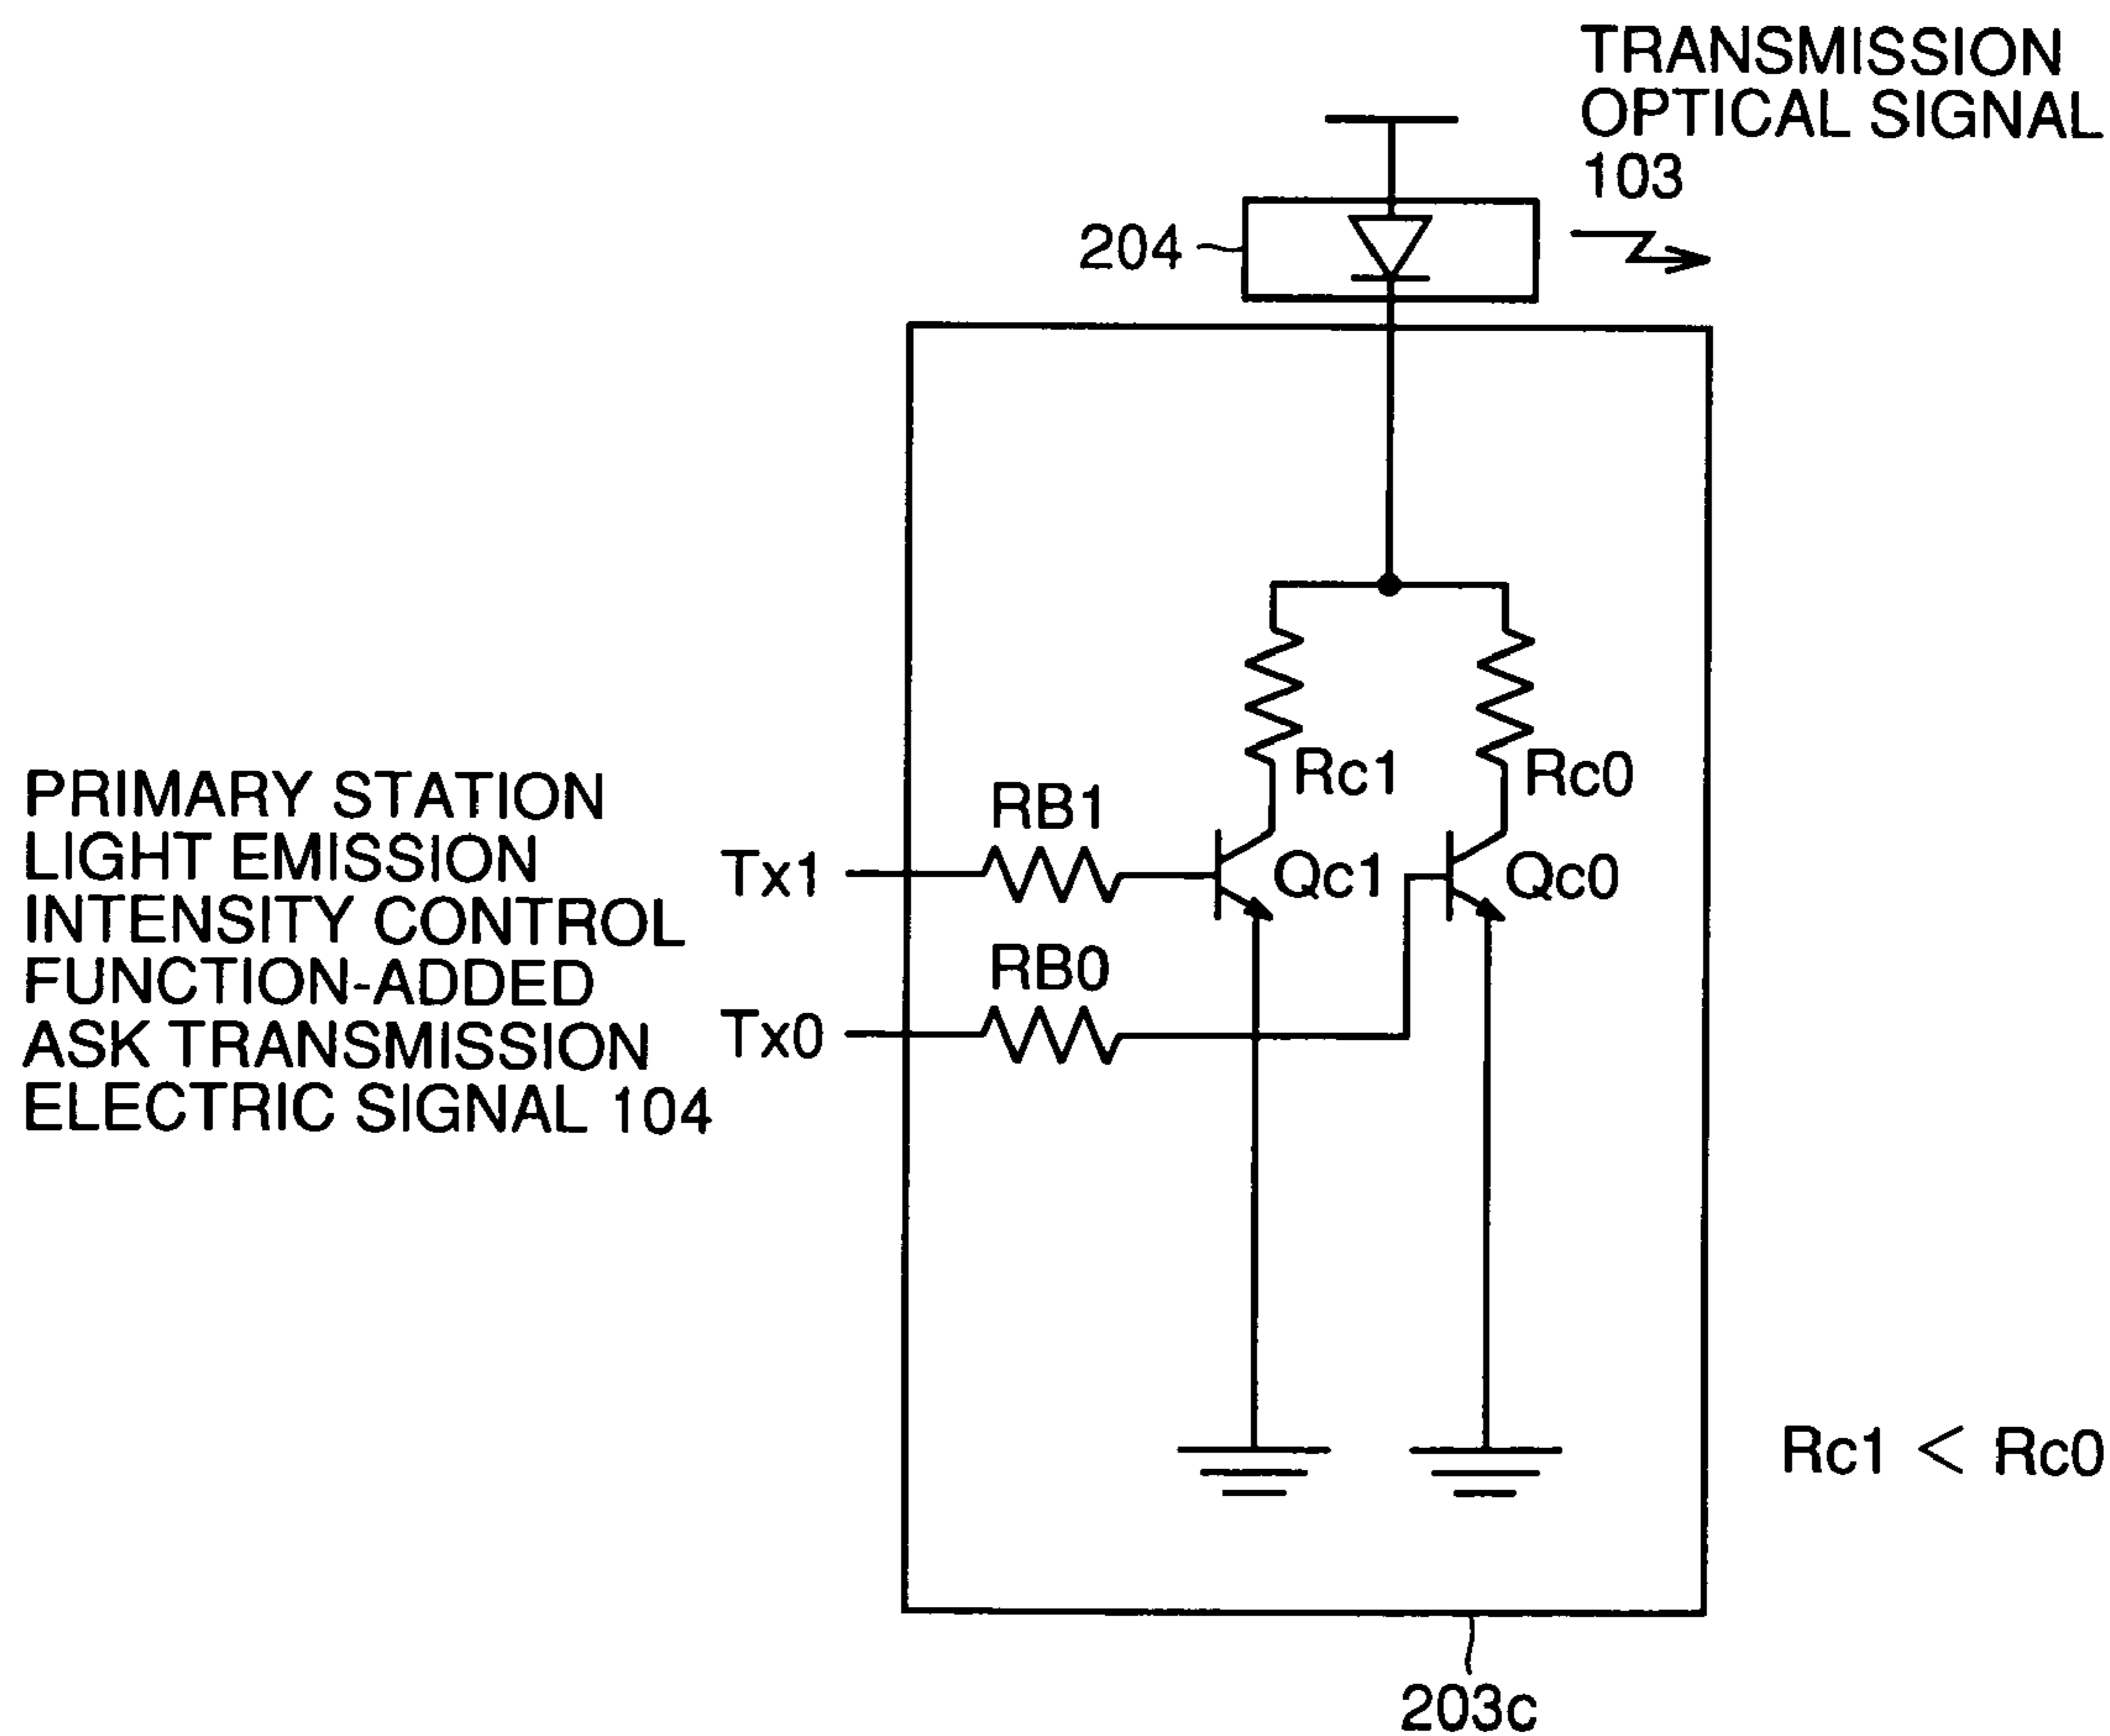 TRANSMISSION
OPTICAL SIGNAL
103
204
Rc1
Rc0
RB1
Tx1
Qc1
Qc0
RB0
Tx0
PRIMARY STATION
LIGHT EMISSION
INTENSITY CONTROL
FUNCTION-ADDED
ASK TRANSMISSION
ELECTRIC SIGNAL 104
Rc1 < Rc0
203c